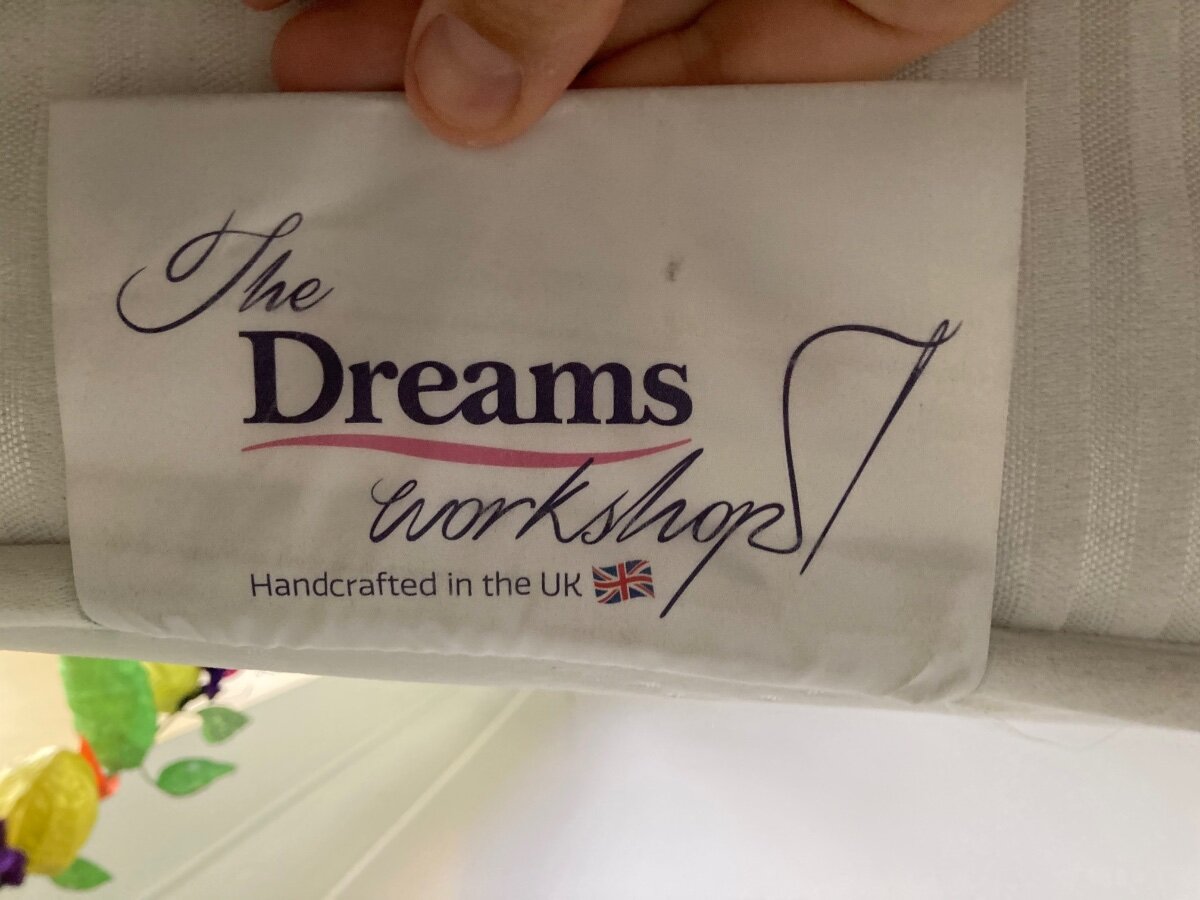 The
Dreams
workshop
Handcrafted in the UK